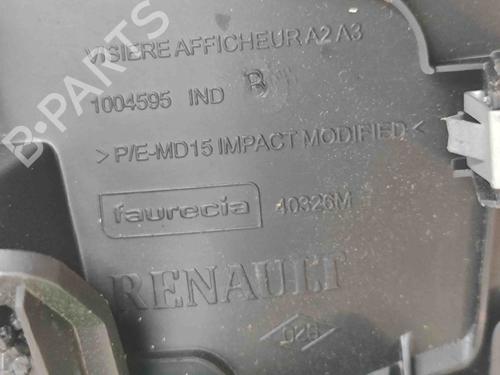 VISIERE AFFICHEUR A2 A3
1004595 IND B
> P/E-MD15 IMPACT MODIFIED <
faurecia 40326M
RENAULT
B-PARTS